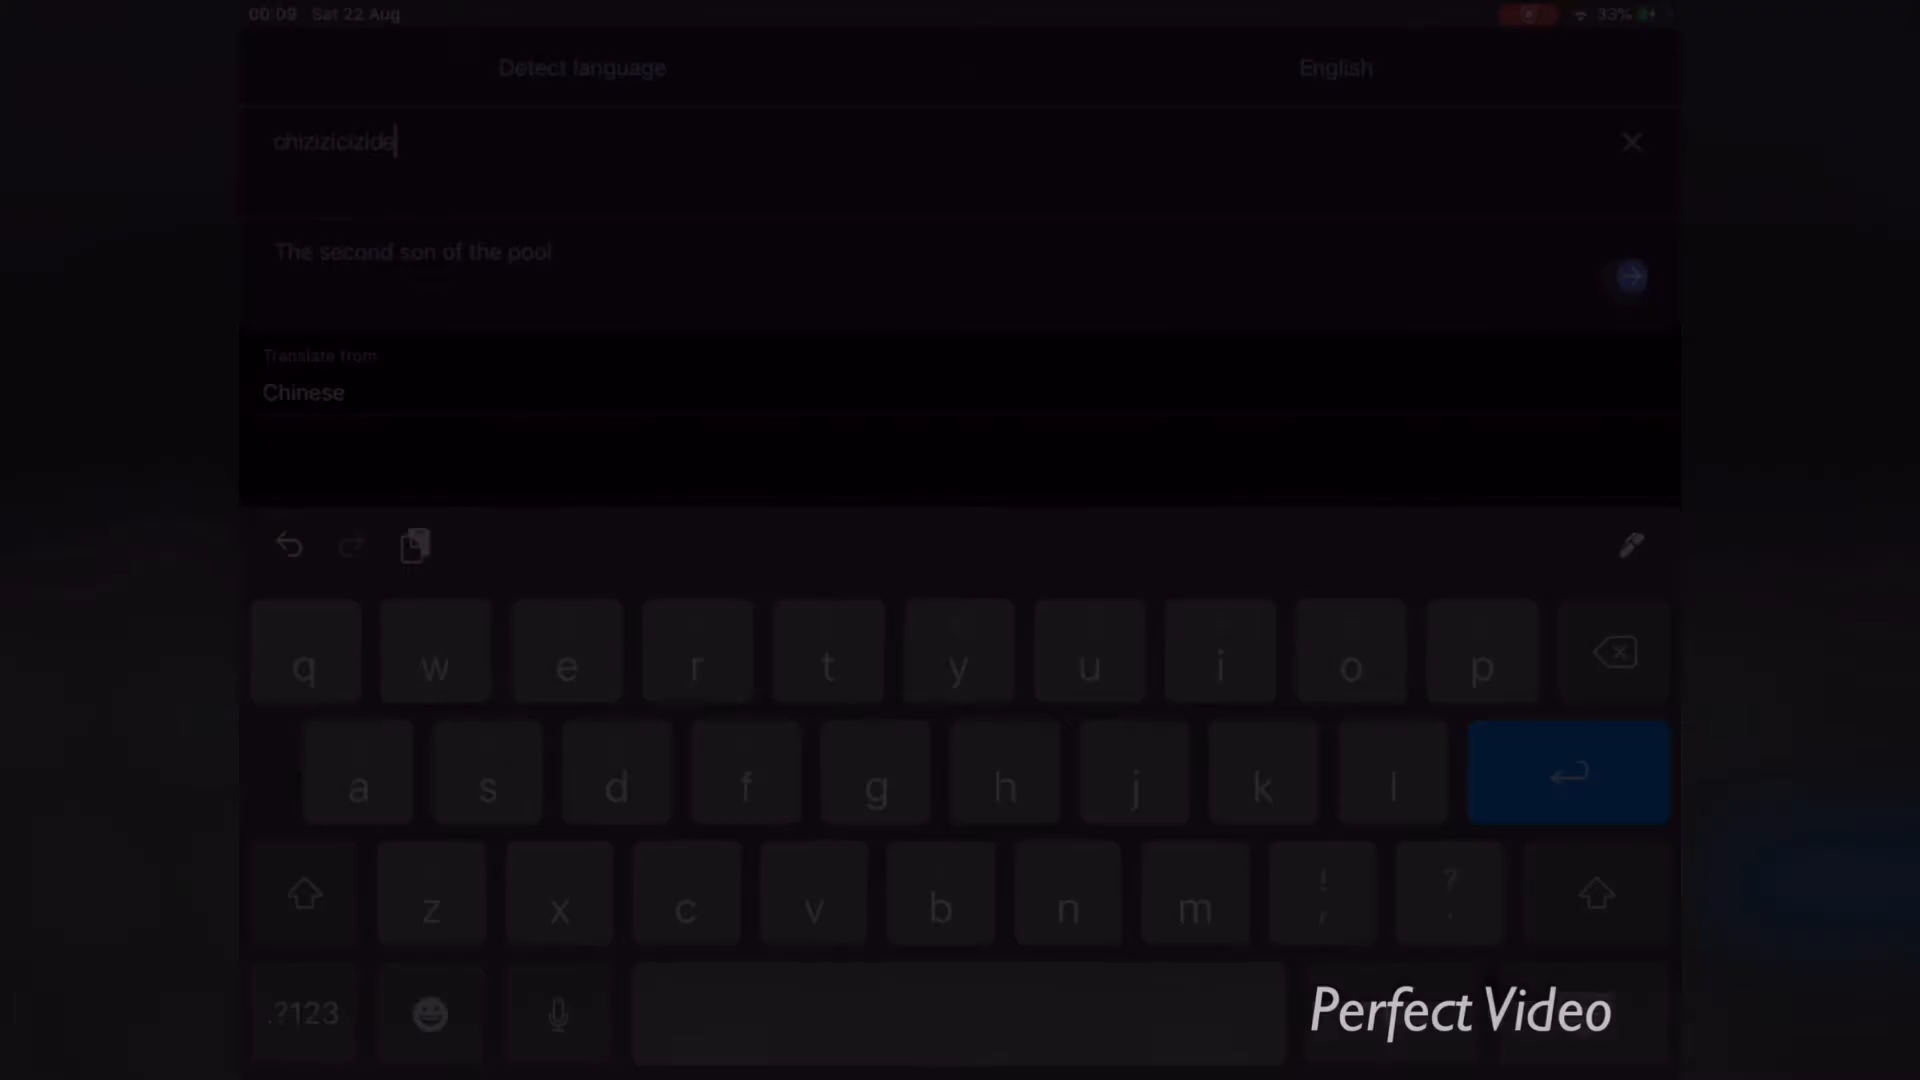 00:09 Sat 22 Aug
33%
Detect language
English
chizizicizide
The second son of the pool
Translate from
Chinese
q w e r t y u i o p
a s d f g h j k l
z x c v b n m ! , ? .
.?123
Perfect Video